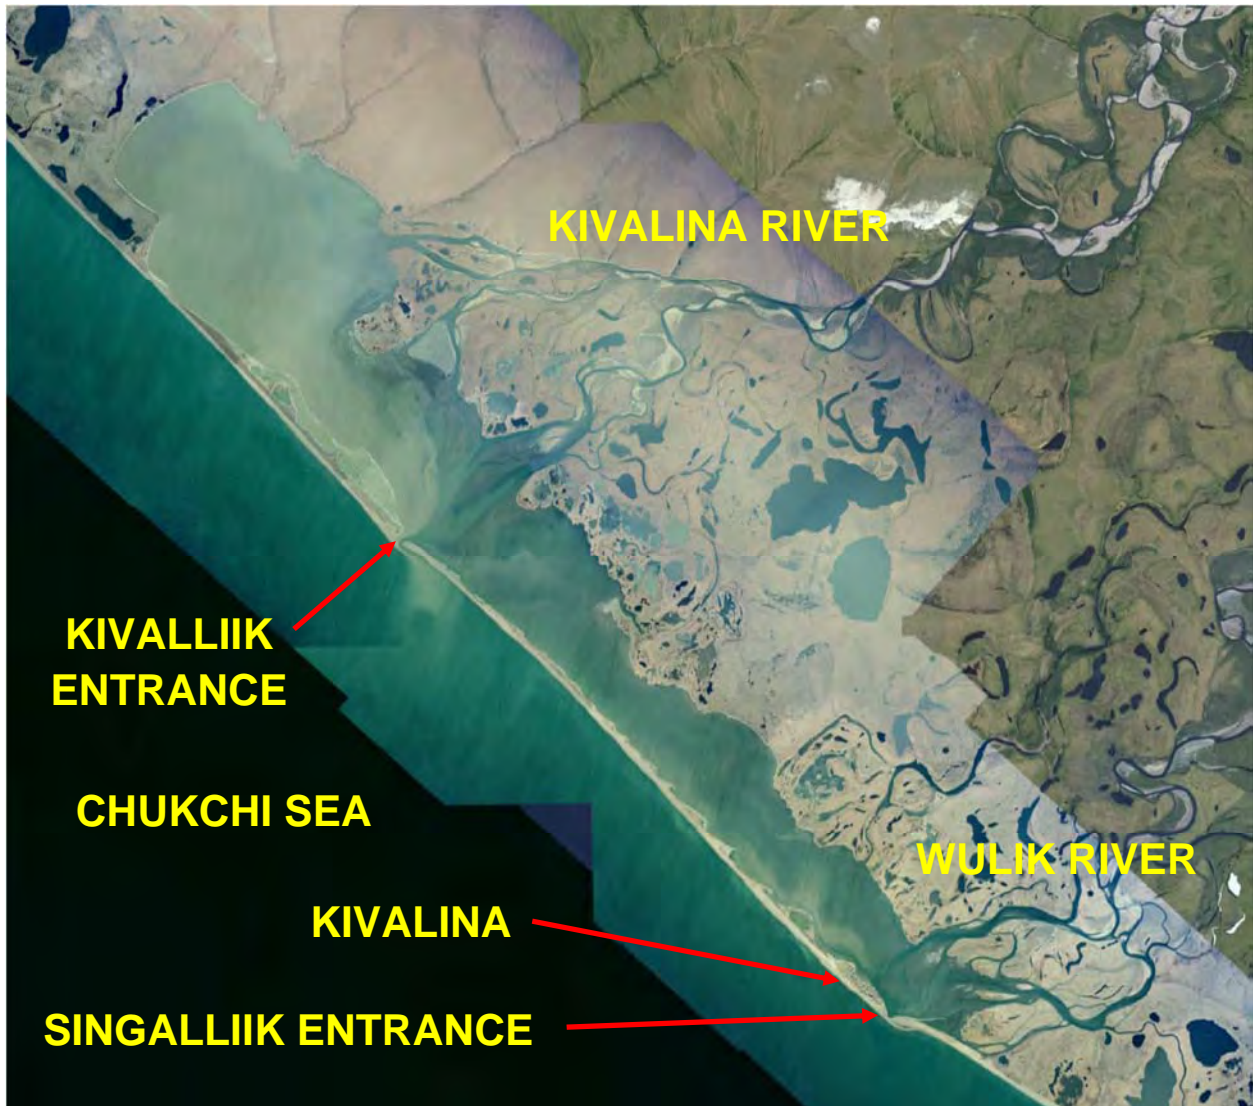 KIVALINA RIVER
KIVALLIIK
ENTRANCE
CHUKCHI SEA
WULIK RIVER
KIVALINA
SINGALLIIK ENTRANCE